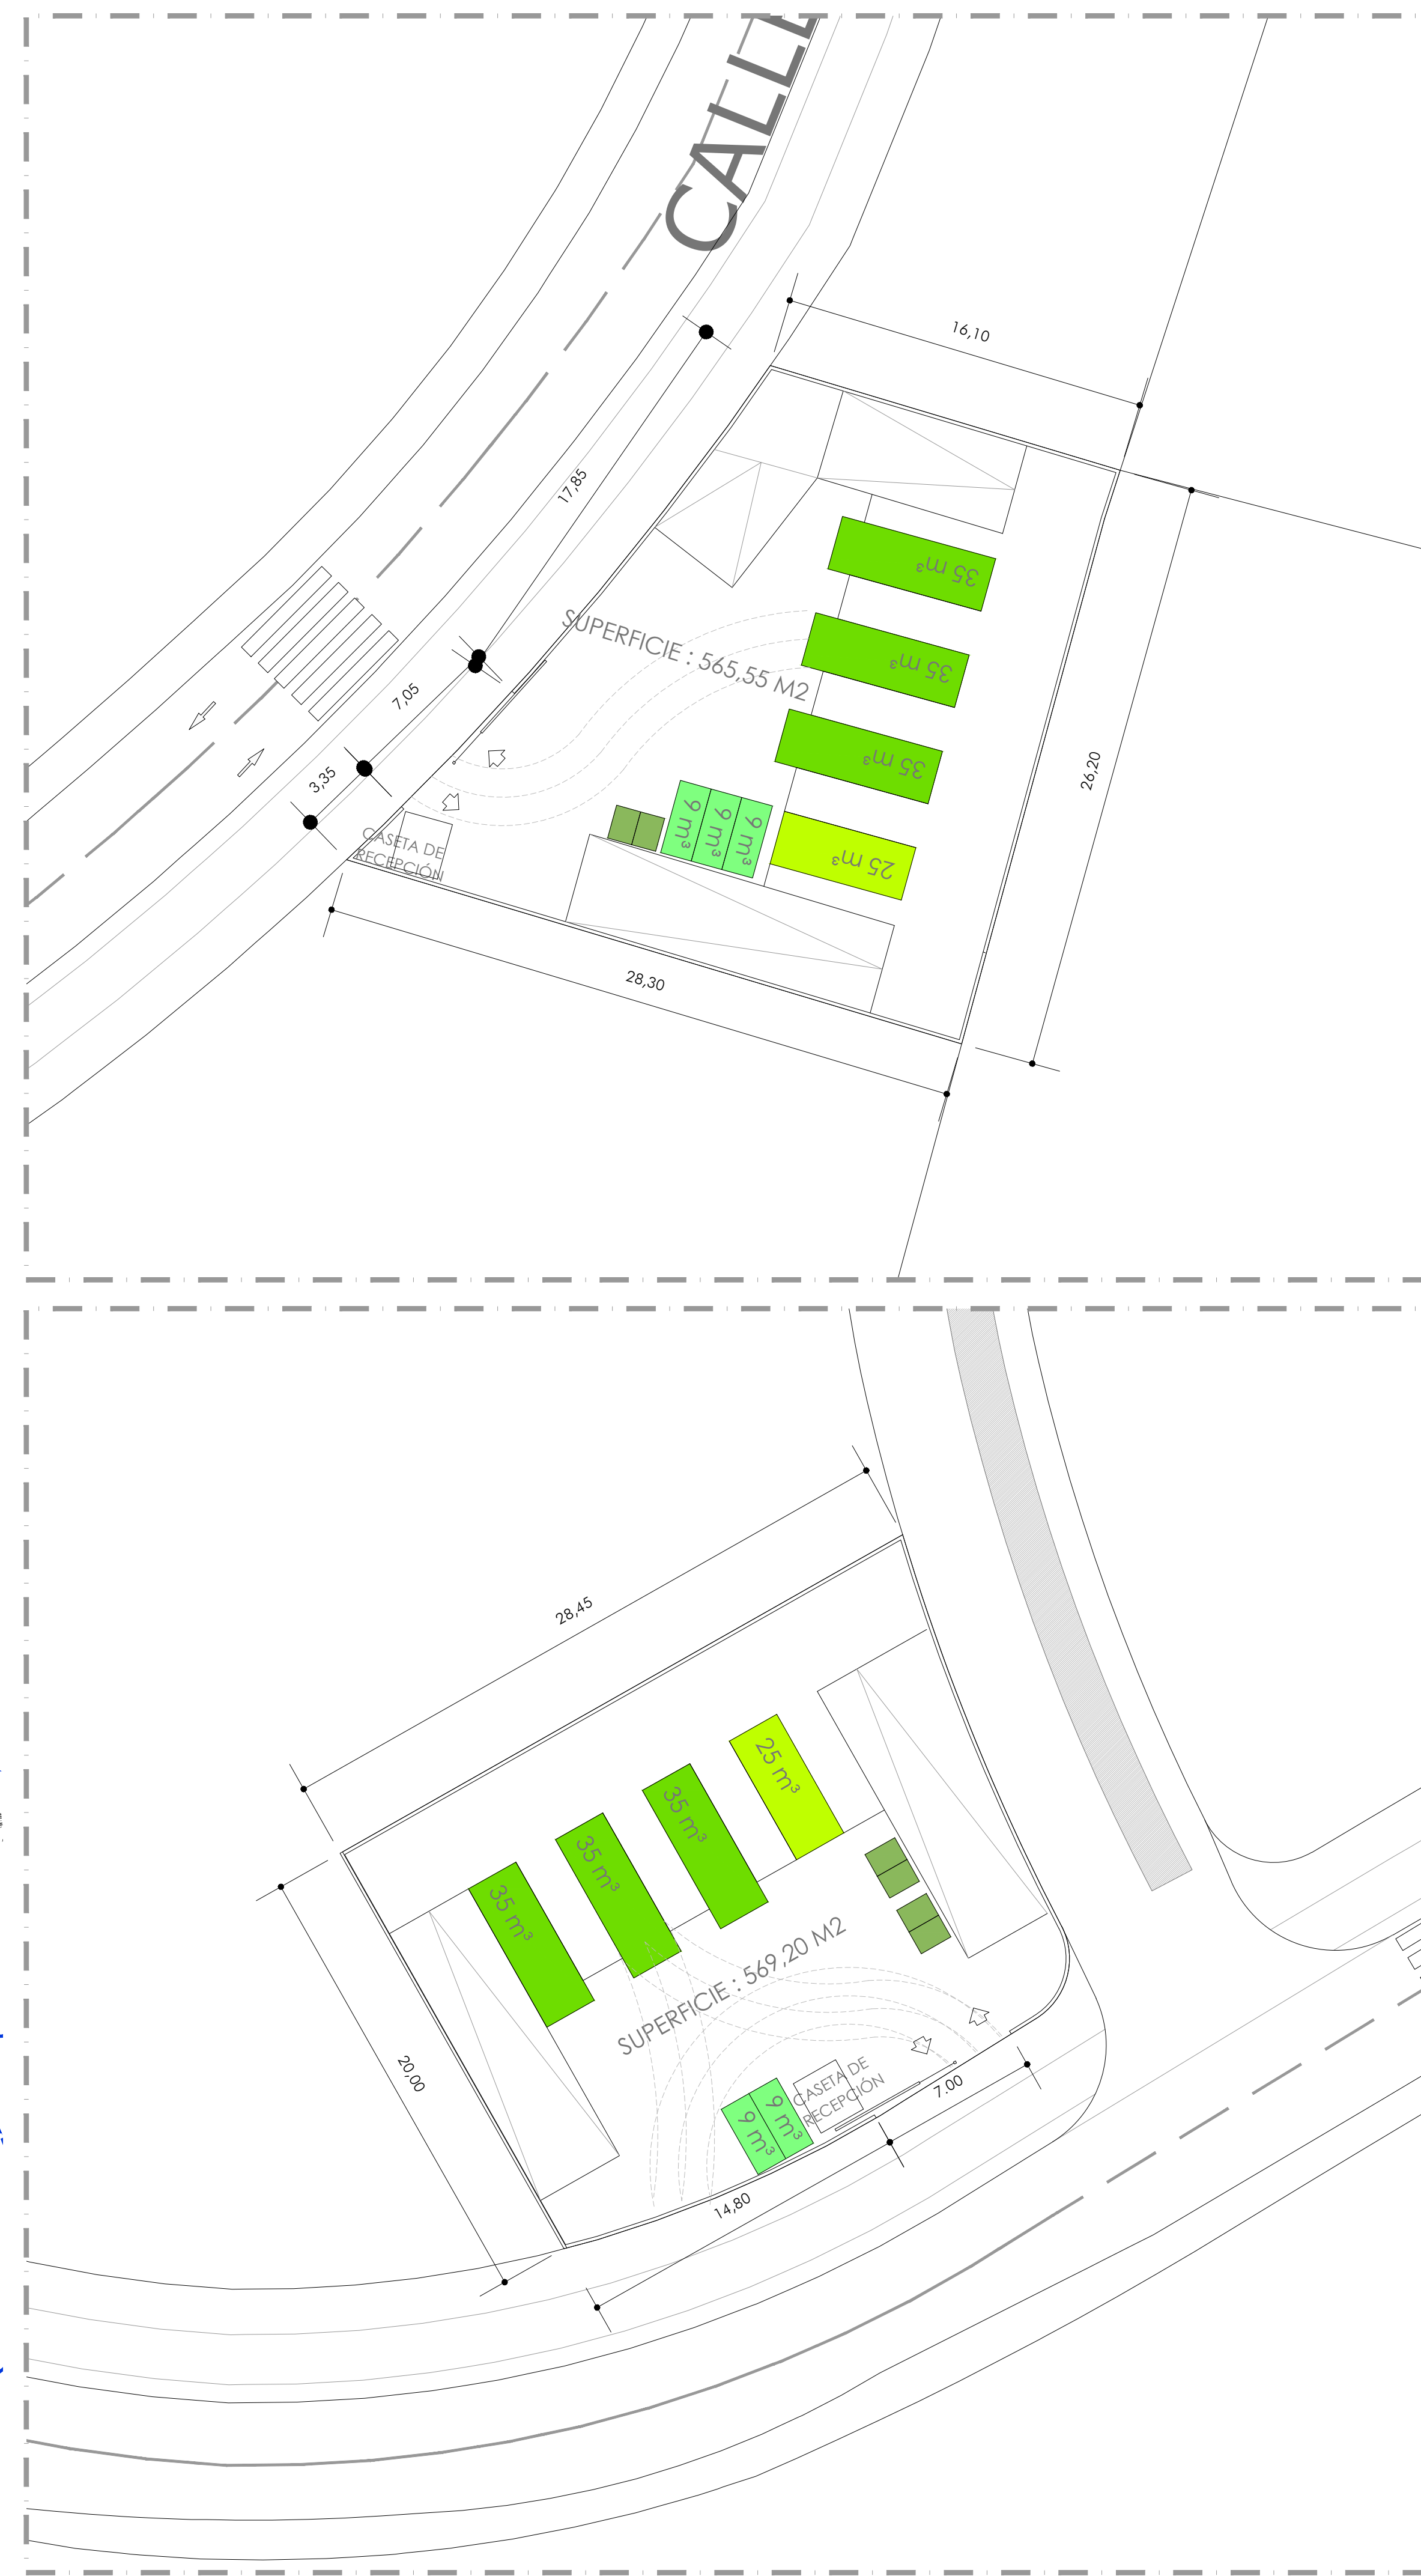 CALLE
16,10
17,85
35 m³
35 m³
SUPERFICIE : 565,55 M2
7,05
35 m³
26,20
3,35
9 m³
9 m³
9 m³
25 m³
CASETA DE
RECEPCIÓN
28,30
28,45
25 m³
35 m³
35 m³
35 m³
SUPERFICIE : 569,20 M2
20,00
CASETA DE
RECEPCIÓN
7.00
9 m³
9 m³
14,80